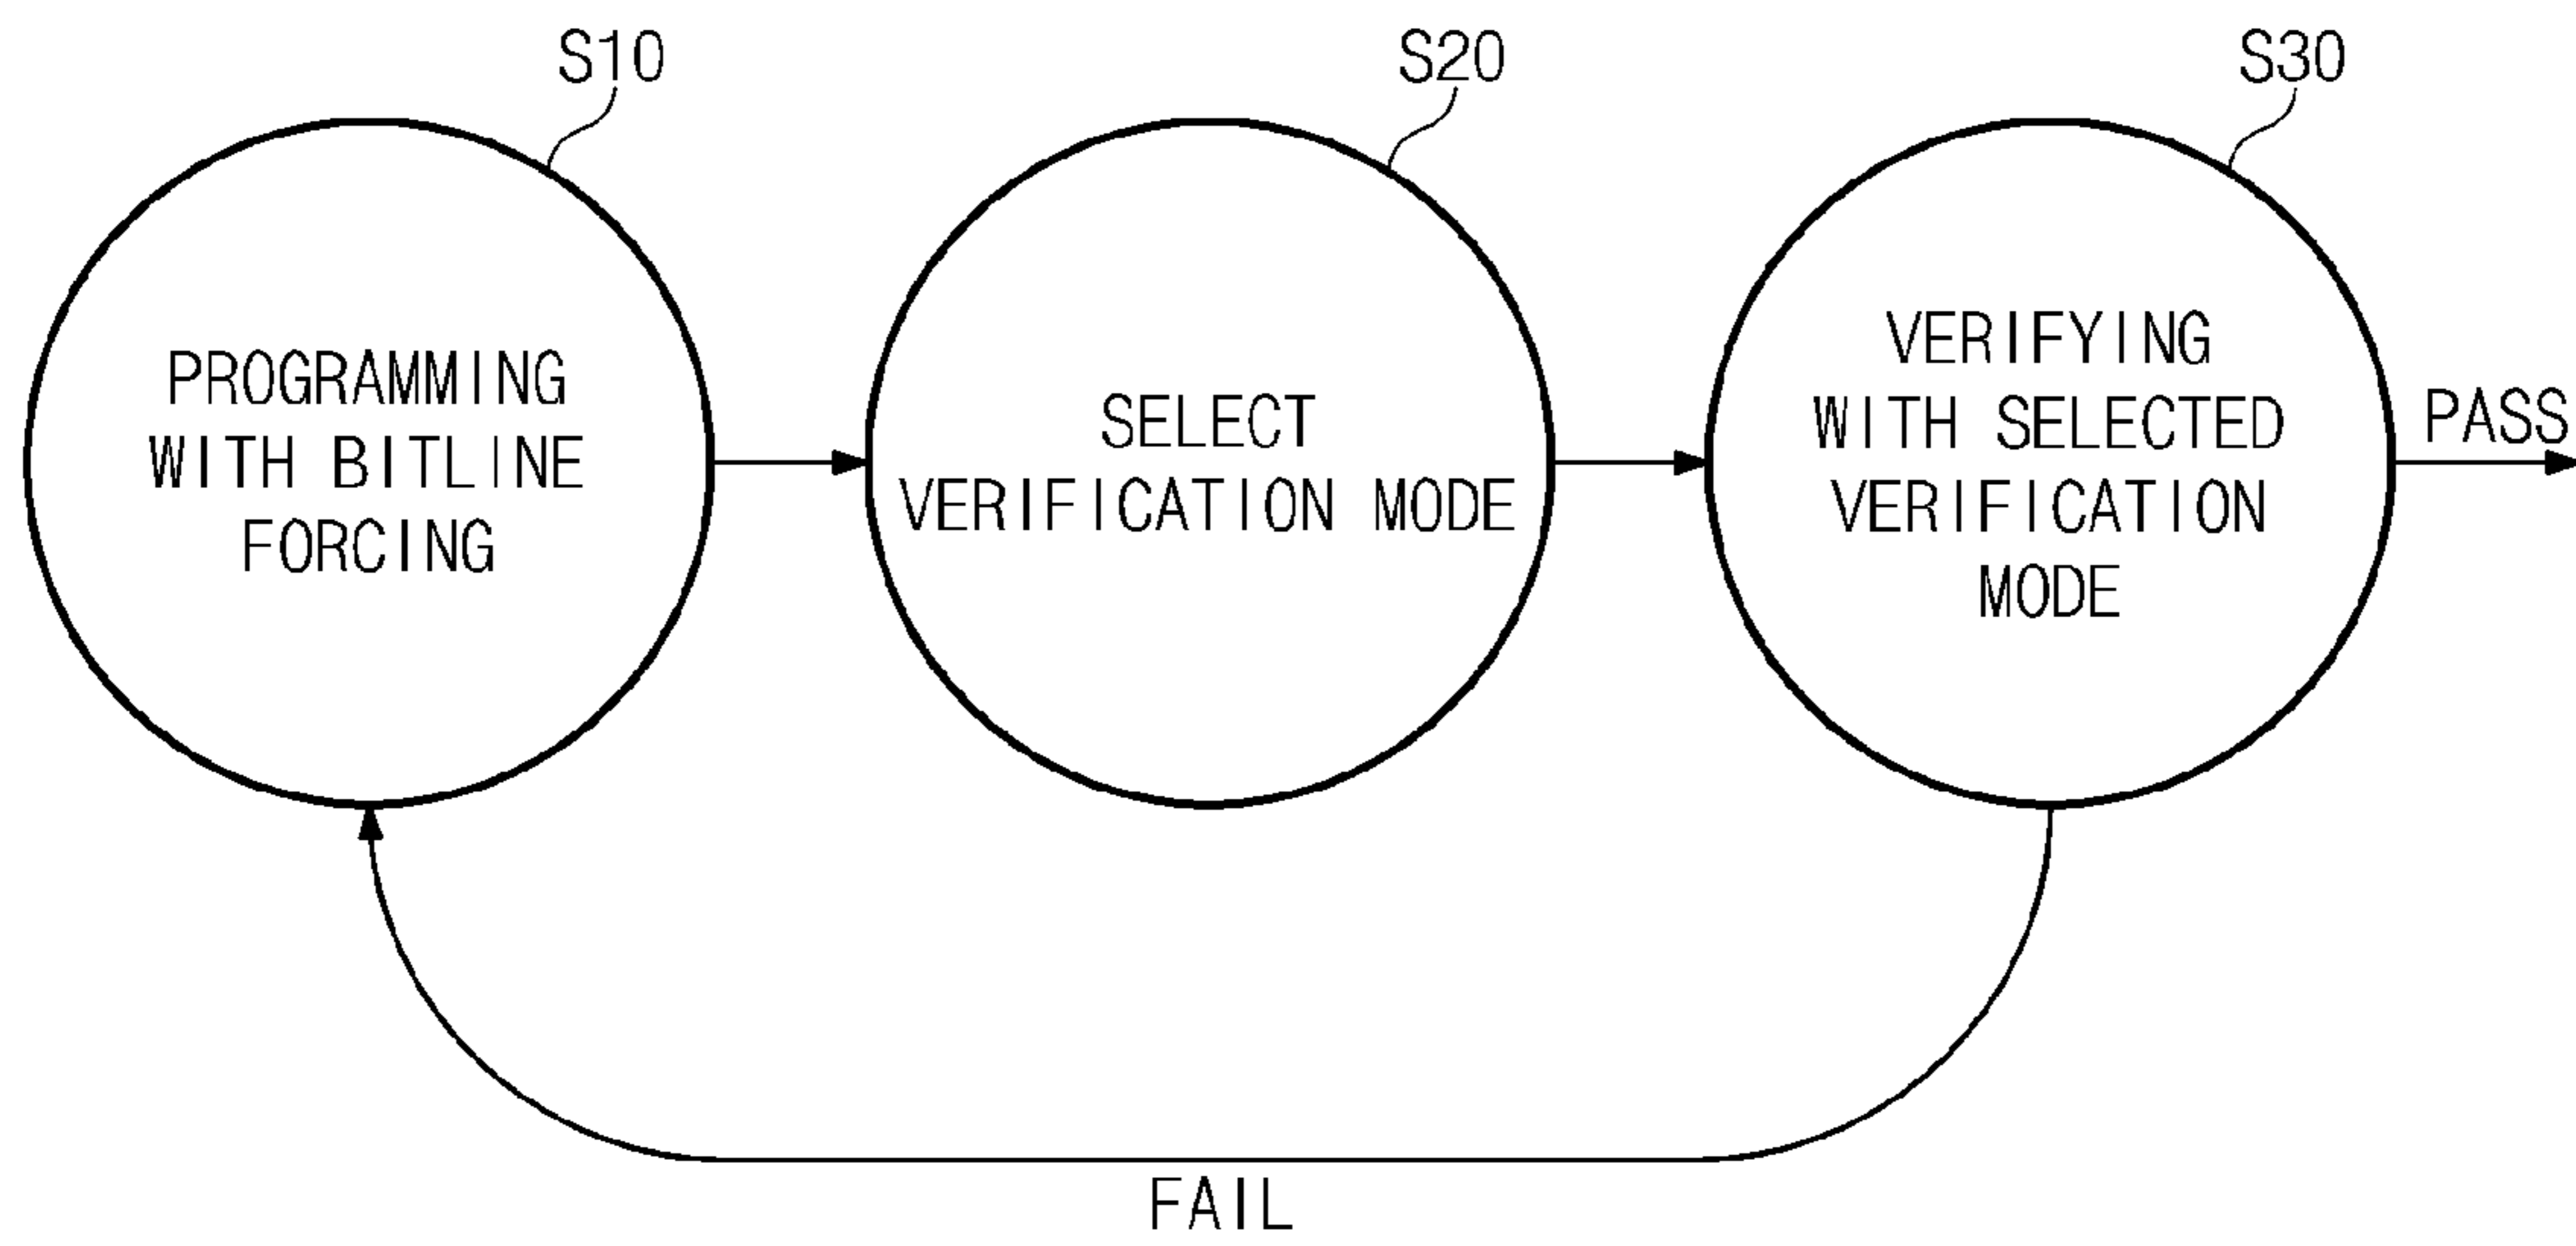 S10
S20
S30
PROGRAMMING
WITH BITLINE
FORCING
SELECT
VERIFICATION MODE
VERIFYING
WITH SELECTED
VERIFICATION
MODE
PASS
FAIL